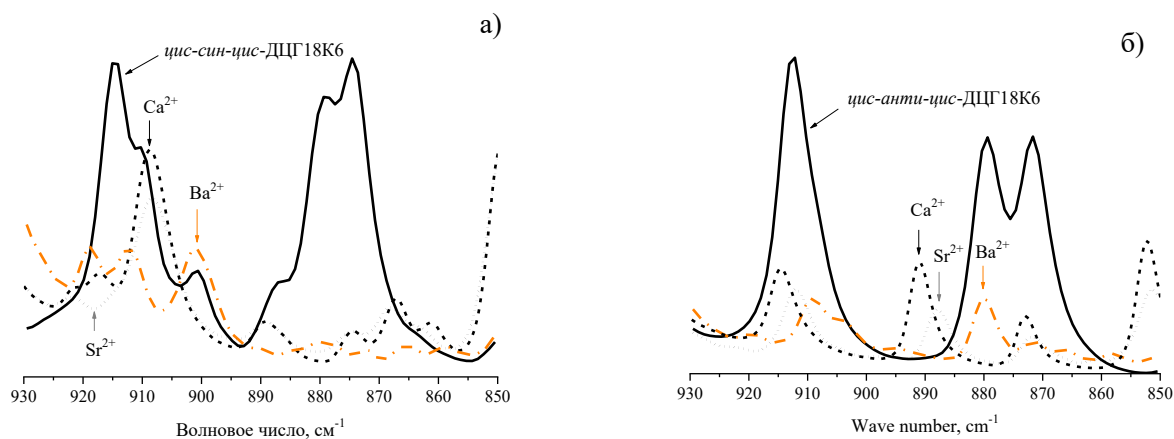 а)
цис-син-цис-ДЦГ18К6
Ca2+
Ba2+
Sr2+
930 920 910 900 890 880 870 860 850
Волновое число, см-1
б)
цис-анти-цис-ДЦГ18К6
Ca2+
Sr2+
Ba2+
930 920 910 900 890 880 870 860 850
Wave number, cm-1